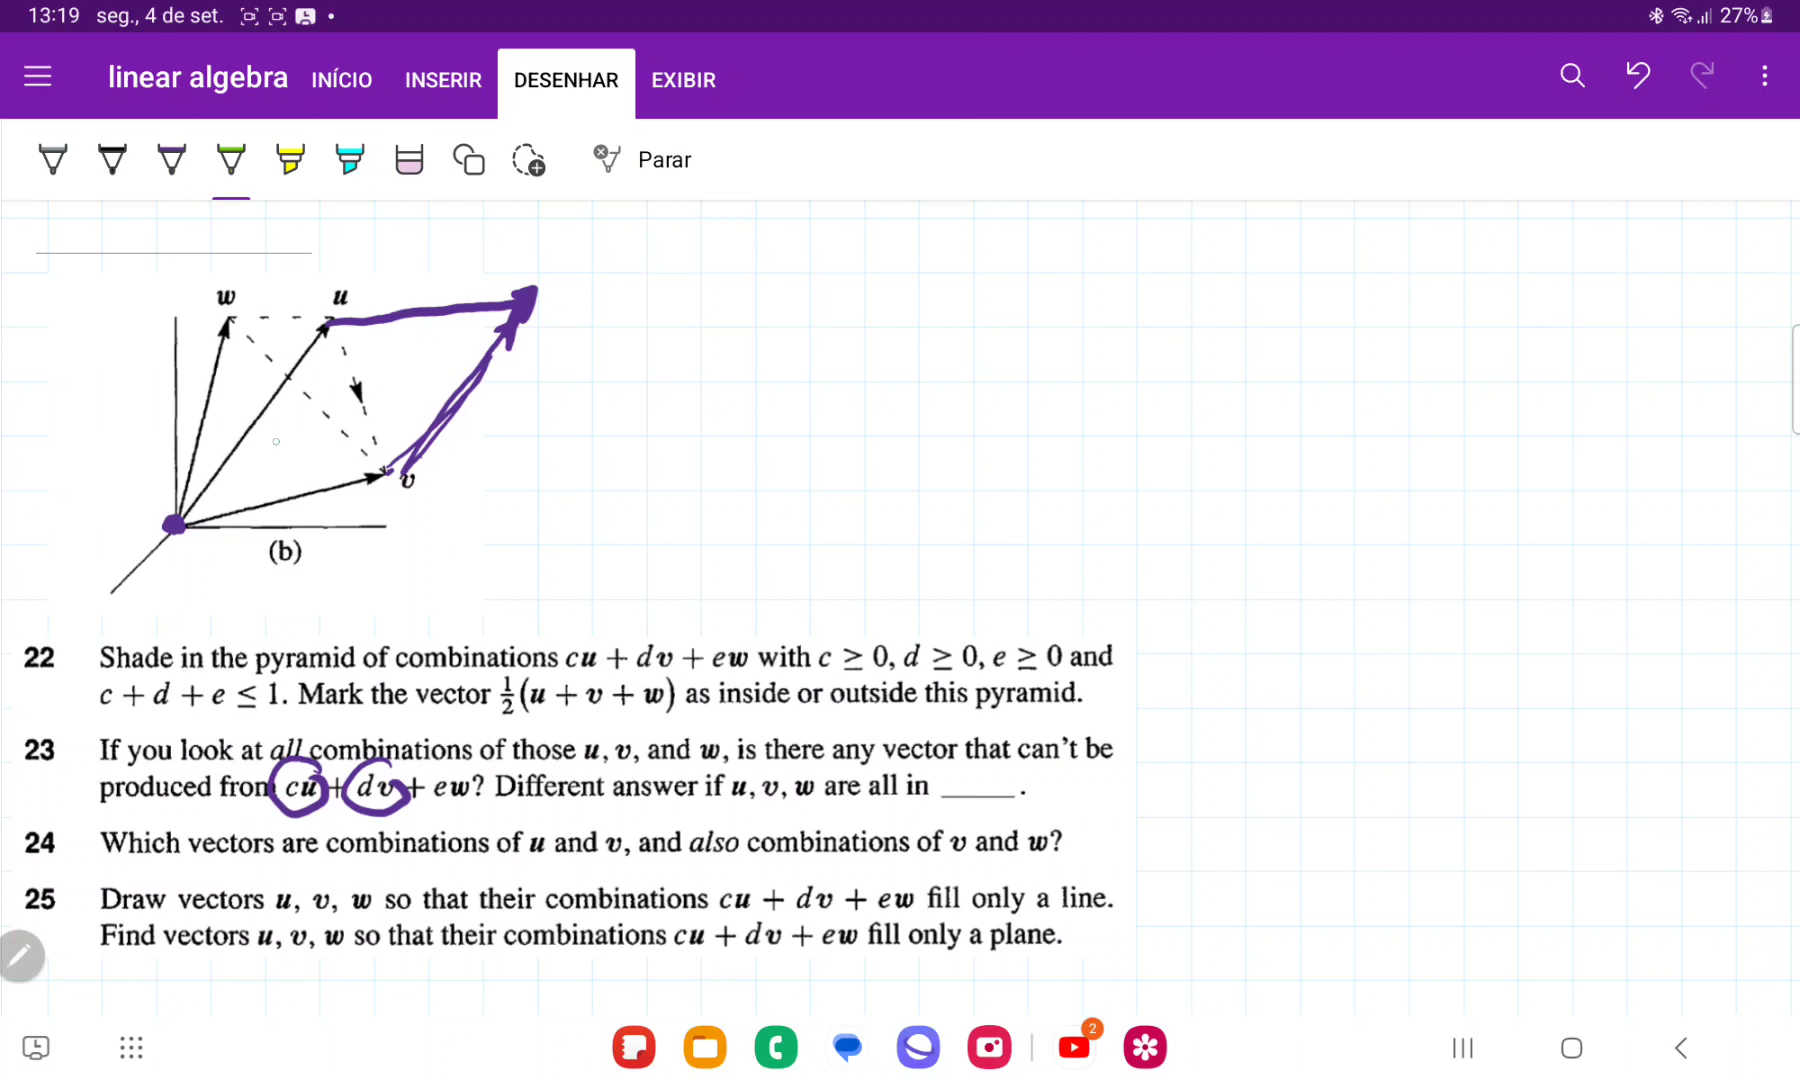 13:19 seg., 4 de set.
27%
linear algebra INÍCIO INSERIR DESENHAR EXIBIR
Parar
w u
v
(b)
22 Shade in the pyramid of combinations cu + dv + ew with c ≥ 0, d ≥ 0, e ≥ 0 and
c + d + e ≤ 1. Mark the vector ½(u + v + w) as inside or outside this pyramid.
23 If you look at all combinations of those u, v, and w, is there any vector that can't be
produced from cu + dv + ew? Different answer if u, v, w are all in _____.
24 Which vectors are combinations of u and v, and also combinations of v and w?
25 Draw vectors u, v, w so that their combinations cu + dv + ew fill only a line.
Find vectors u, v, w so that their combinations cu + dv + ew fill only a plane.
2